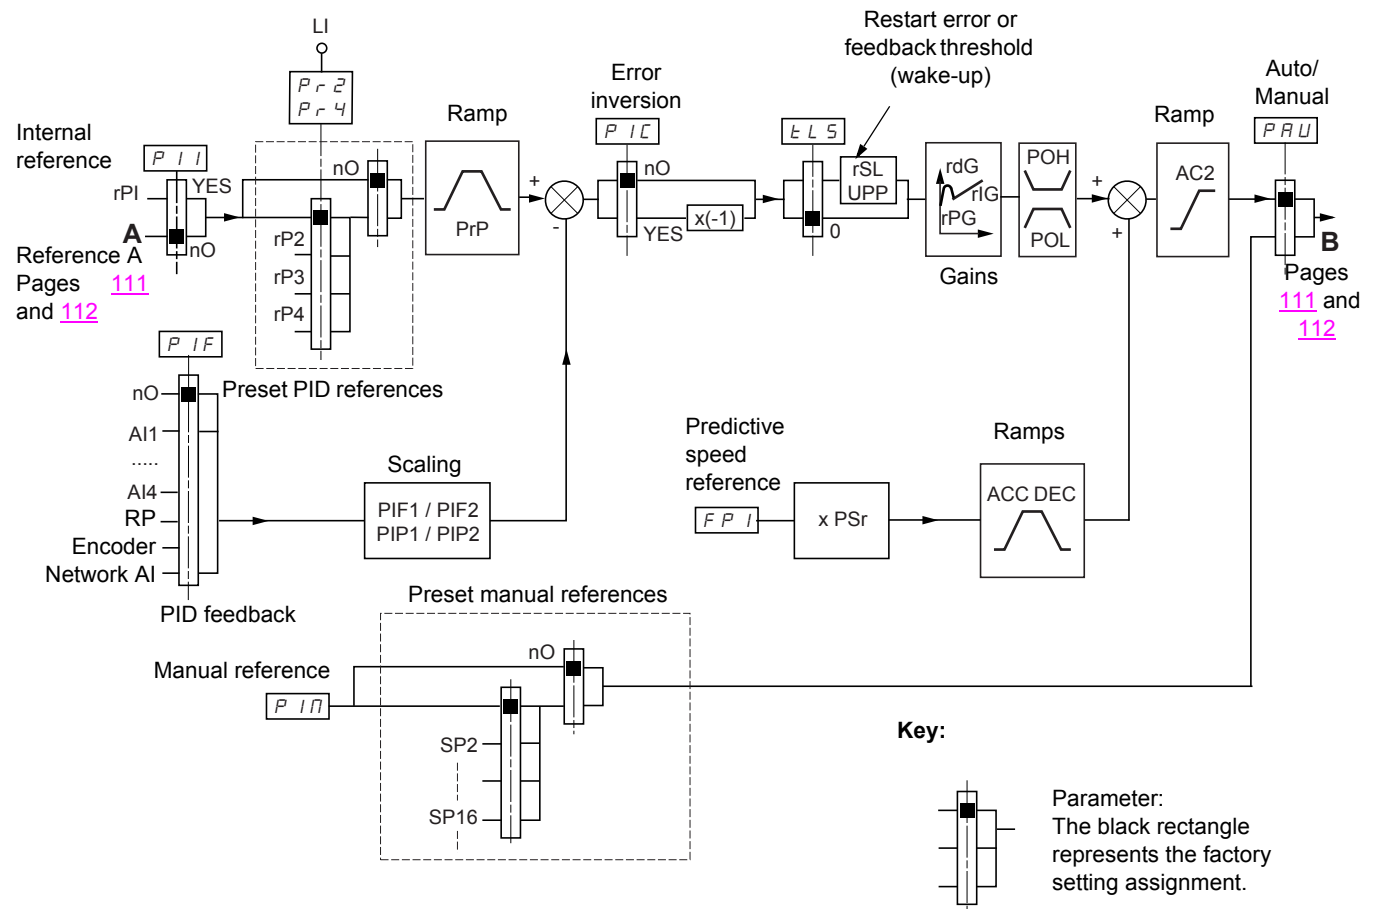 LI
Pr2
Pr4
Restart error or
feedback threshold
(wake-up)
Error
inversion
Auto/
Manual
Ramp
Ramp
Internal
reference
PII
PIC
tLS
PAU
YES
nO
nO
rPI
A
nO
Reference A
Pages 111
and 112
rP2
rP3
rP4
PrP
+
-
YES
x(-1)
0
rSL
UPP
rdG
rIG
rPG
Gains
POH
POL
+
+
AC2
B
Pages
111 and
112
PIF
Preset PID references
nO
AI1
.....
AI4
RP
Encoder
Network AI
PID feedback
Scaling
PIF1 / PIF2
PIP1 / PIP2
Predictive
speed
reference
FPI
x PSr
Ramps
ACC DEC
Preset manual references
Manual reference
PIM
nO
SP2
SP16
Key:
Parameter:
The black rectangle
represents the factory
setting assignment.